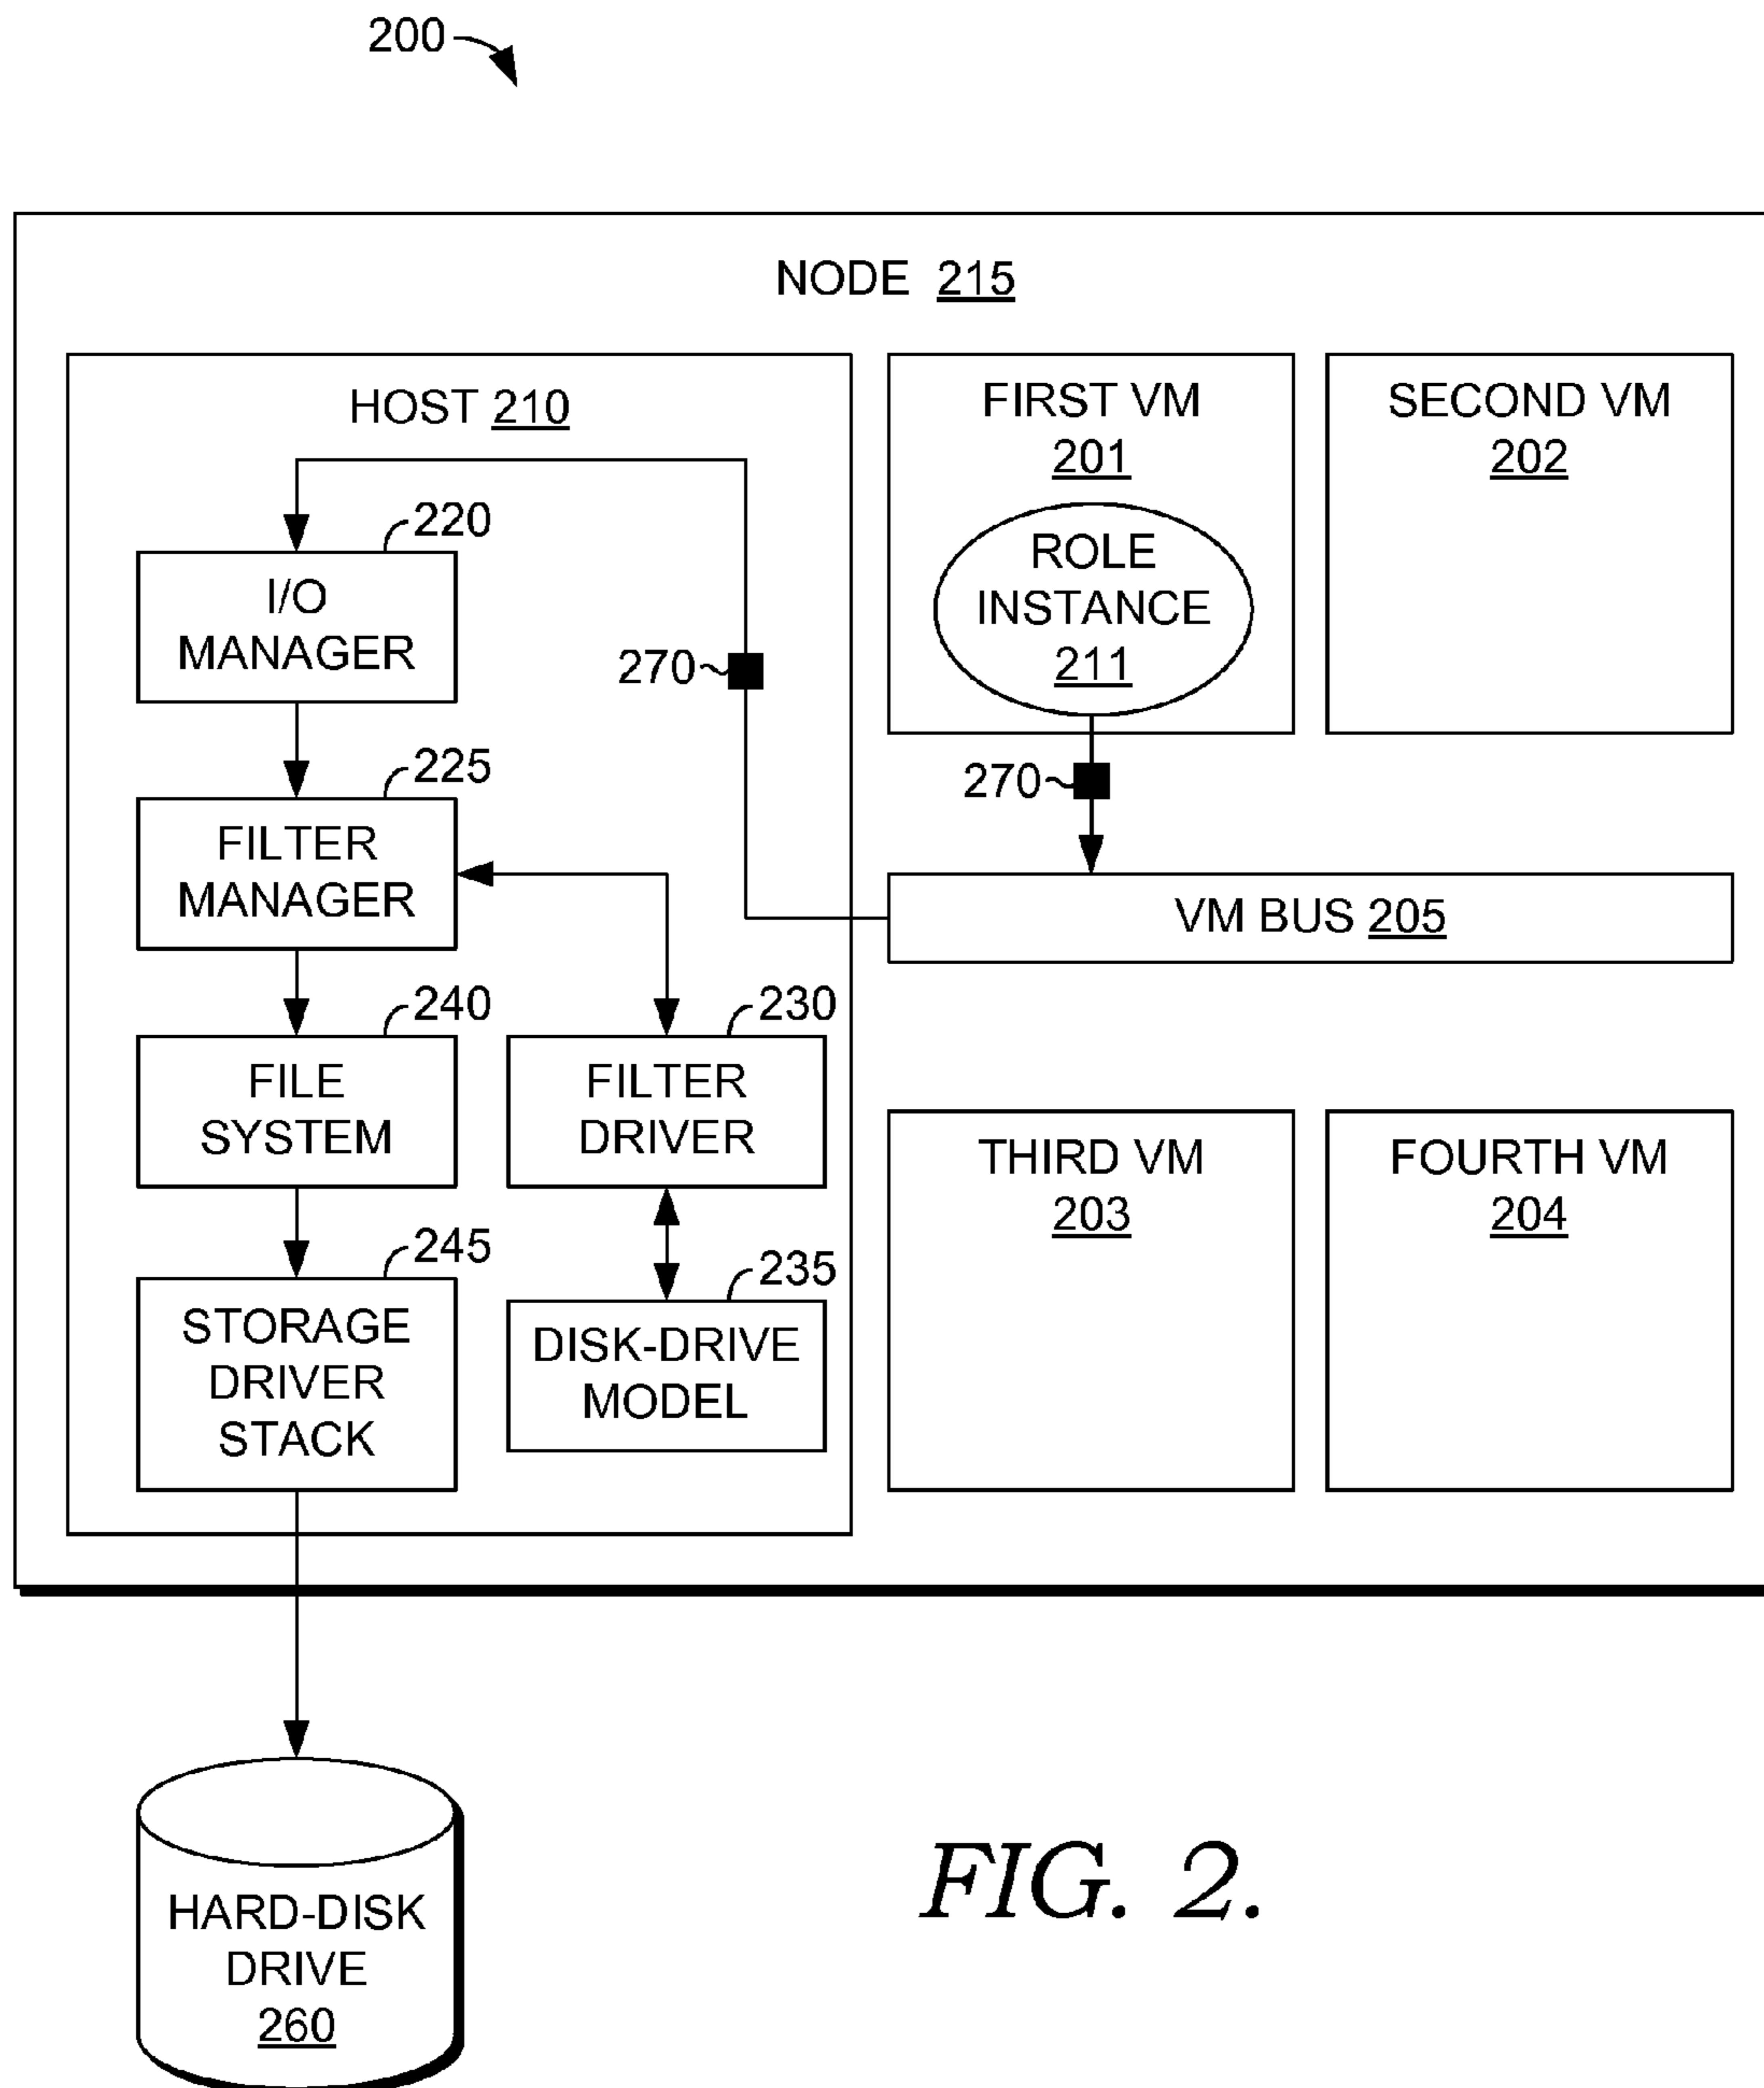 200
NODE 215
HOST 210
FIRST VM
201
SECOND VM
202
220
I/O
MANAGER
ROLE
INSTANCE
211
270
225
FILTER
MANAGER
270
VM BUS 205
240
FILE
SYSTEM
230
FILTER
DRIVER
THIRD VM
203
FOURTH VM
204
245
STORAGE
DRIVER
STACK
235
DISK-DRIVE
MODEL
HARD-DISK
DRIVE
260
FIG. 2.